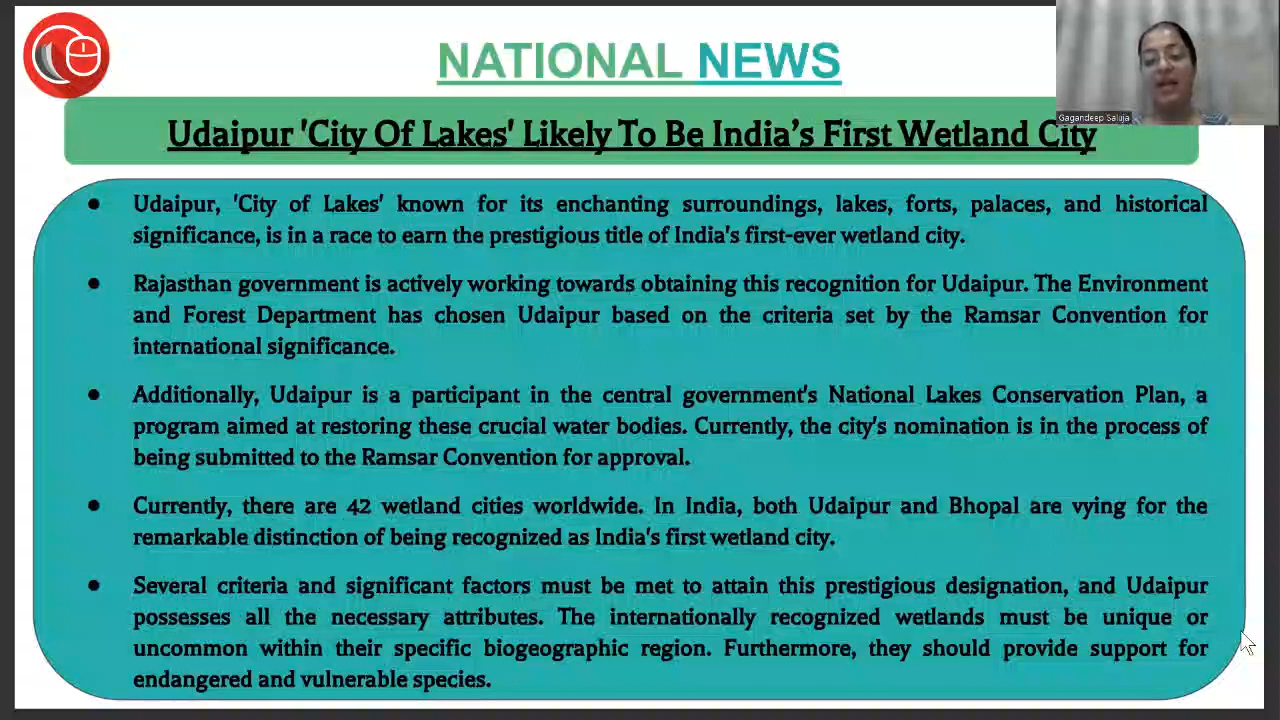 NATIONAL NEWS
Gagandeep Saluja
Udaipur 'City Of Lakes' Likely To Be India’s First Wetland City
● Udaipur, 'City of Lakes' known for its enchanting surroundings, lakes, forts, palaces, and historical
significance, is in a race to earn the prestigious title of India's first-ever wetland city.
● Rajasthan government is actively working towards obtaining this recognition for Udaipur. The Environment
and Forest Department has chosen Udaipur based on the criteria set by the Ramsar Convention for
international significance.
● Additionally, Udaipur is a participant in the central government's National Lakes Conservation Plan, a
program aimed at restoring these crucial water bodies. Currently, the city's nomination is in the process of
being submitted to the Ramsar Convention for approval.
● Currently, there are 42 wetland cities worldwide. In India, both Udaipur and Bhopal are vying for the
remarkable distinction of being recognized as India's first wetland city.
● Several criteria and significant factors must be met to attain this prestigious designation, and Udaipur
possesses all the necessary attributes. The internationally recognized wetlands must be unique or
uncommon within their specific biogeographic region. Furthermore, they should provide support for
endangered and vulnerable species.